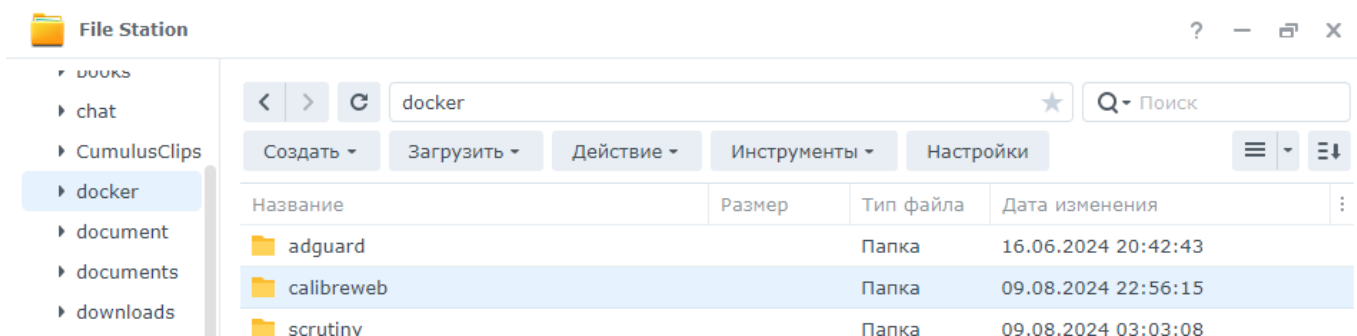 File Station
books
chat
CumulusClips
docker
document
documents
downloads
docker
Поиск
Создать Загрузить Действие Инструменты Настройки
Название Размер Тип файла Дата изменения
adguard Папка 16.06.2024 20:42:43
calibreweb Папка 09.08.2024 22:56:15
scrutiny Папка 09.08.2024 03:03:08